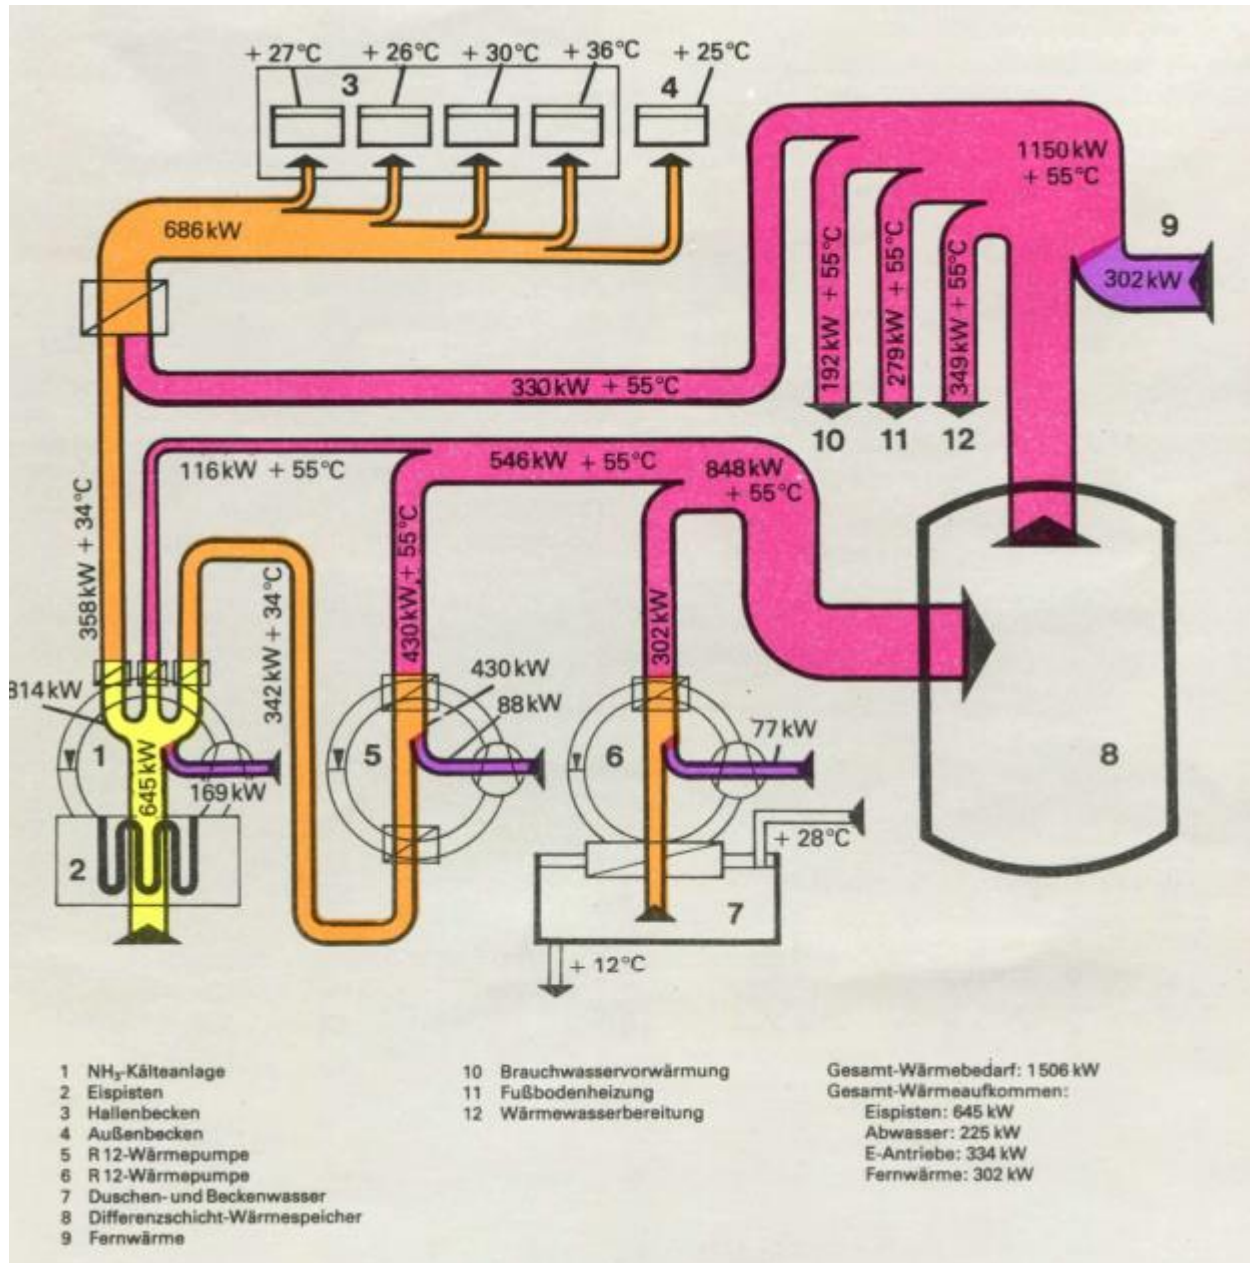 + 27°C + 26°C + 30°C + 36°C + 25°C
3 4
1150 kW
+ 55°C
686 kW
9
302 kW
192 kW + 55°C
279 kW + 55°C
349 kW + 55°C
330 kW + 55°C
10 11 12
116 kW + 55°C
546 kW + 55°C
848 kW
+ 55°C
358 kW + 34°C
342 kW + 34°C
430 kW + 55°C
302 kW
814 kW
430 kW
88 kW
77 kW
1
5
6
8
645 kW
169 kW
+ 28°C
2
7
+ 12°C
1 NH₃-Kälteanlage
2 Eispisten
3 Hallenbecken
4 Außenbecken
5 R 12-Wärmepumpe
6 R 12-Wärmepumpe
7 Duschen- und Beckenwasser
8 Differenzschicht-Wärmespeicher
9 Fernwärme
10 Brauchwasservorwärmung
11 Fußbodenheizung
12 Wärmewasserbereitung
Gesamt-Wärmebedarf: 1 506 kW
Gesamt-Wärmeaufkommen:
Eispisten: 645 kW
Abwasser: 225 kW
E-Antriebe: 334 kW
Fernwärme: 302 kW